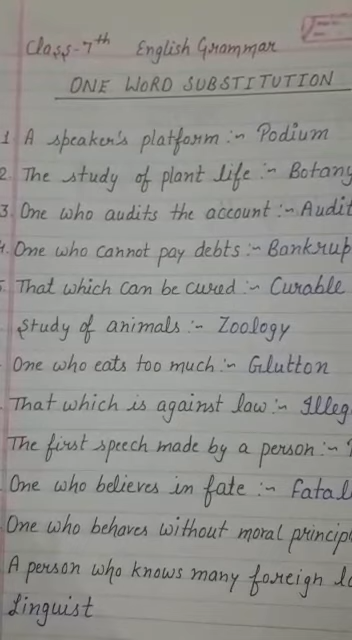 Class-7th English Grammar
ONE WORD SUBSTITUTION
1 A speaker's platform :- Podium
2. The study of plant life :- Botany
3. One who audits the account :- Audit
4. One who cannot pay debts :- Bankrup
5. That which can be cured :- Curable
study of animals :- Zoology
One who eats too much :- Glutton
That which is against law :- Illeg
The first speech made by a person :-
One who believes in fate :- Fatal
One who behaves without moral princip
A person who knows many foreign la
Linguist